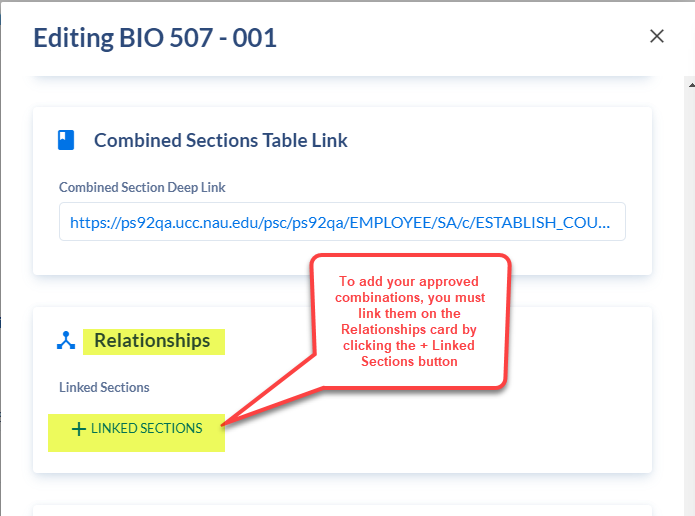 Editing BIO 507 - 001
Combined Sections Table Link
Combined Section Deep Link
https://ps92qa.ucc.nau.edu/psc/ps92qa/EMPLOYEE/SA/c/ESTABLISH_COU...
To add your approved
combinations, you must
link them on the
Relationships card by
clicking the + Linked
Sections button
Relationships
Linked Sections
+ LINKED SECTIONS